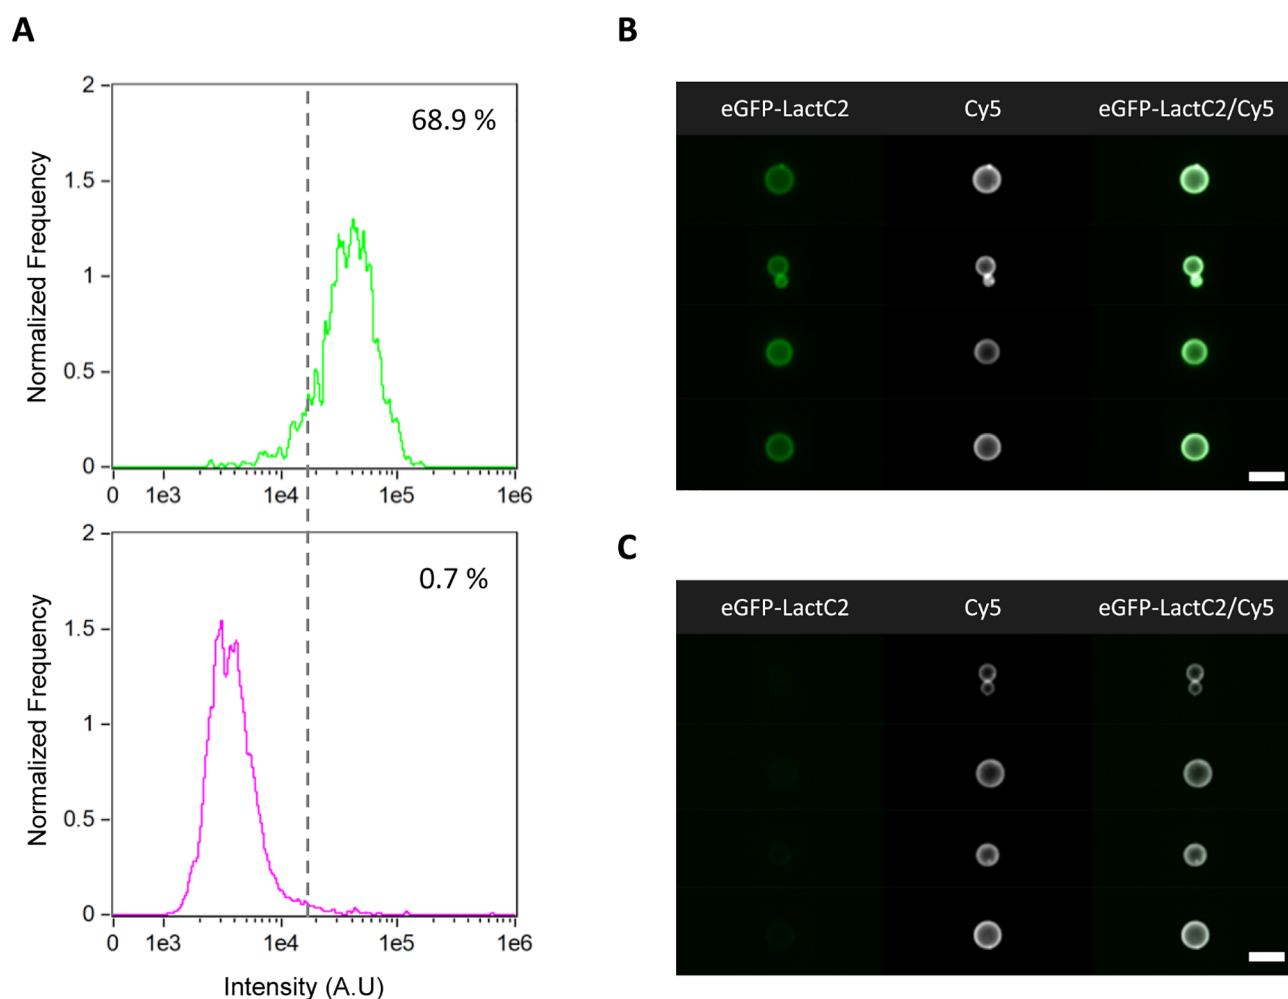 A
2
1.5
1
0.5
0
Normalized Frequency
68.9 %
0 1e3 1e4 1e5 1e6
2
1.5
1
0.5
0
Normalized Frequency
0.7 %
0 1e3 1e4 1e5 1e6
Intensity (A.U)
B
eGFP-LactC2 Cy5 eGFP-LactC2/Cy5
C
eGFP-LactC2 Cy5 eGFP-LactC2/Cy5